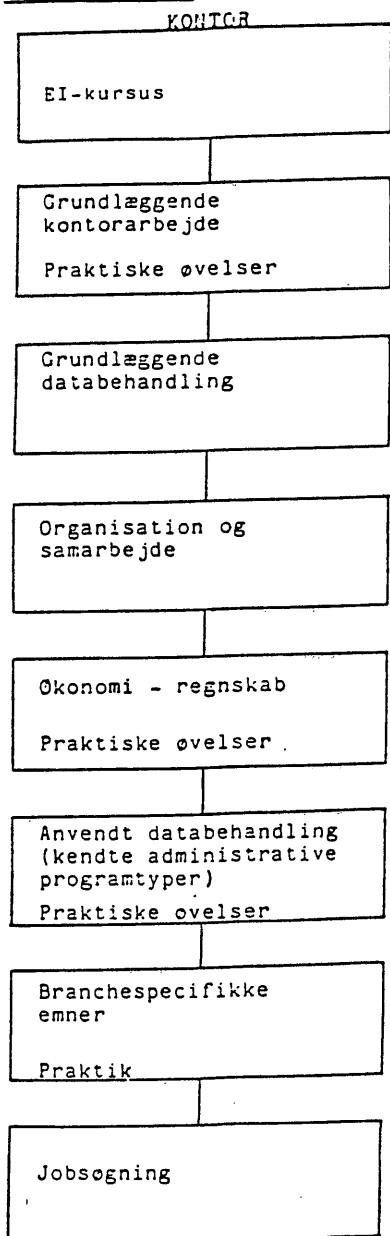 KONTOR
EI-kursus
Grundlæggende
kontorarbejde
Praktiske øvelser
Grundlæggende
databehandling
Organisation og
samarbejde
Økonomi - regnskab
Praktiske øvelser
Anvendt databehandling
(kendte administrative
programtyper)
Praktiske øvelser
Branchespecifikke
emner
Praktik
Jobsøgning